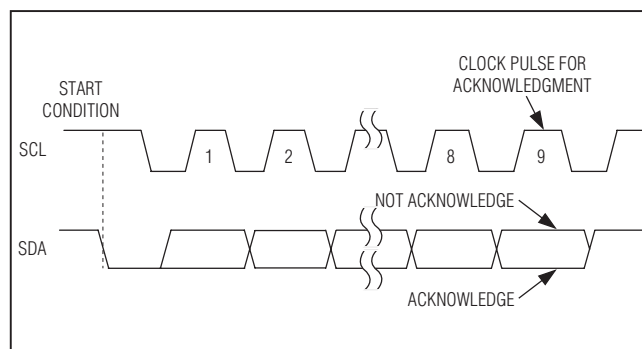 CLOCK PULSE FOR
ACKNOWLEDGMENT
START
CONDITION
SCL
1
2
8
9
NOT ACKNOWLEDGE
SDA
ACKNOWLEDGE